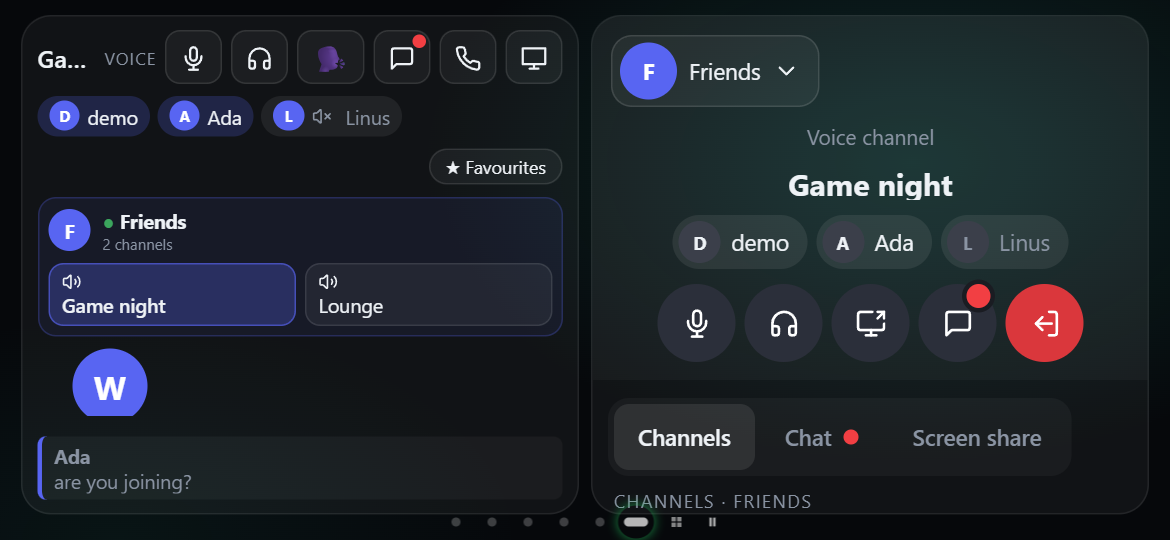 Ga... VOICE
D demo A Ada L Linus
★ Favourites
F Friends
2 channels
Game night
Lounge
W
Ada
are you joining?
F Friends
Voice channel
Game night
D demo A Ada L Linus
Channels Chat Screen share
CHANNELS · FRIENDS